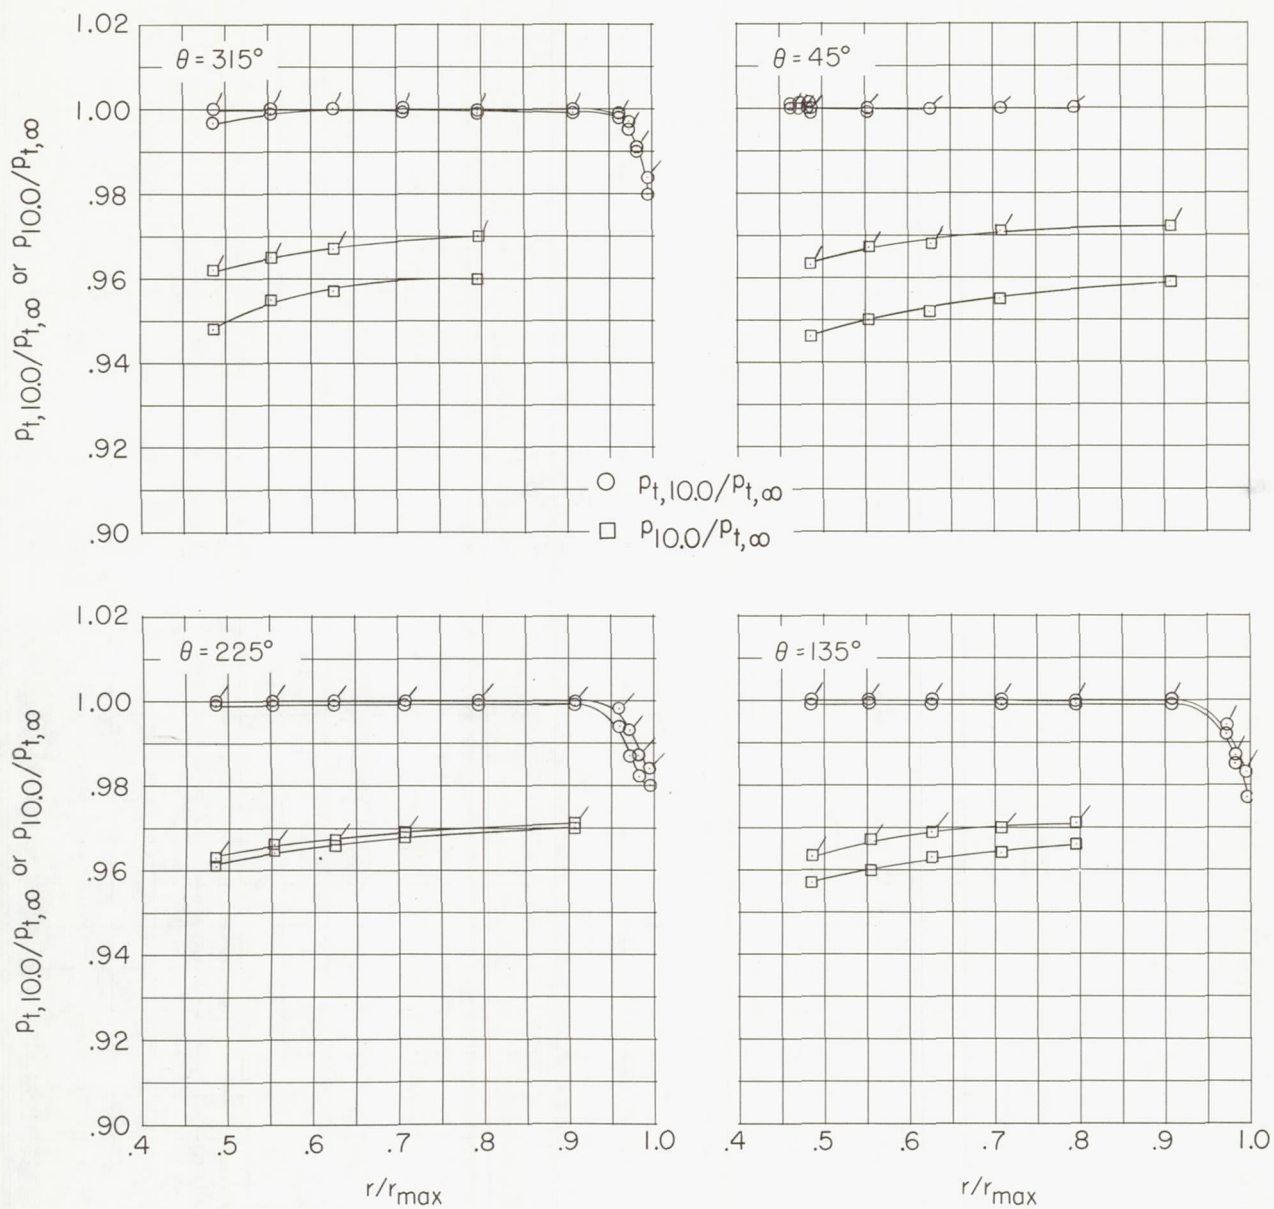 1.02
θ = 315°
θ = 45°
1.00
.98
.96
.94
.92
.90
p_t,10.0/p_t,∞ or p_10.0/p_t,∞
p_t,10.0/p_t,∞
p_10.0/p_t,∞
1.02
θ = 225°
θ = 135°
1.00
.98
.96
.94
.92
.90
p_t,10.0/p_t,∞ or p_10.0/p_t,∞
.4 .5 .6 .7 .8 .9 1.0
.4 .5 .6 .7 .8 .9 1.0
r/r_max
r/r_max